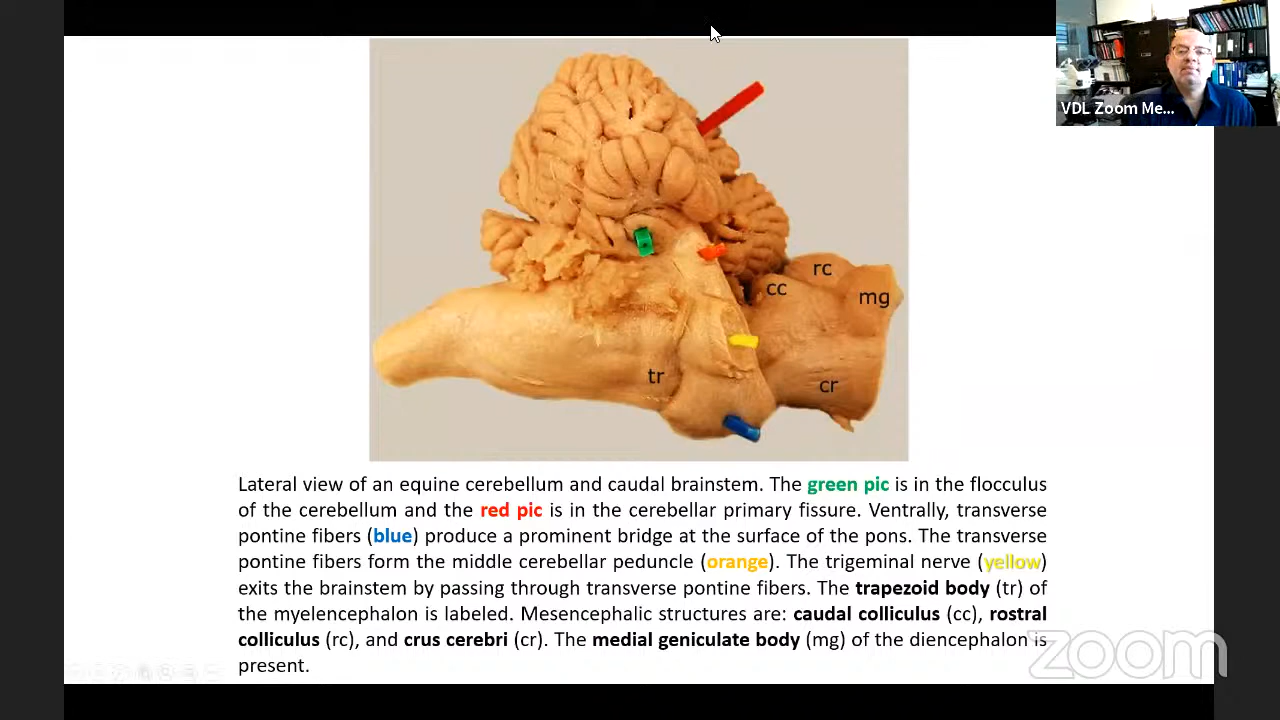 VDL Zoom Me...
rc
cc
mg
tr
cr
Lateral view of an equine cerebellum and caudal brainstem. The green pic is in the flocculus
of the cerebellum and the red pic is in the cerebellar primary fissure. Ventrally, transverse
pontine fibers (blue) produce a prominent bridge at the surface of the pons. The transverse
pontine fibers form the middle cerebellar peduncle (orange). The trigeminal nerve (yellow)
exits the brainstem by passing through transverse pontine fibers. The trapezoid body (tr) of
the myelencephalon is labeled. Mesencephalic structures are: caudal colliculus (cc), rostral
colliculus (rc), and crus cerebri (cr). The medial geniculate body (mg) of the diencephalon is
present.
zoom